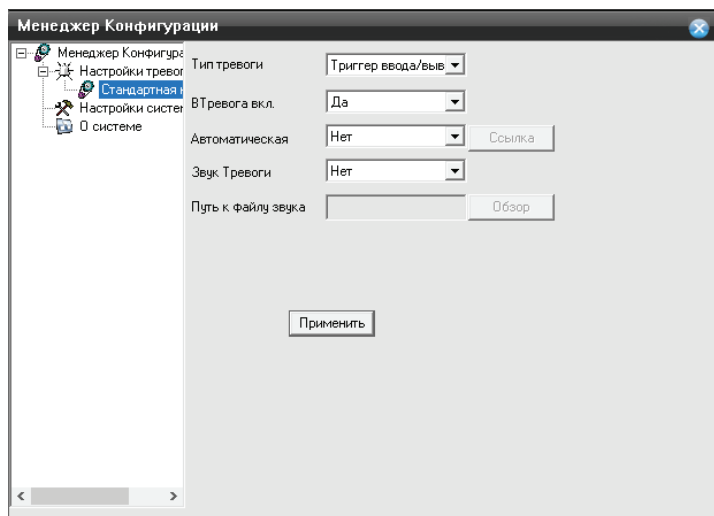 Менеджер Конфигурации
Менеджер Конфигура
Настройки тревог
Стандартная н
Настройки систем
О системе
Тип тревоги
Триггер ввода/выв
ВТревога вкл.
Да
Автоматическая
Нет
Ссылка
Звук Тревоги
Нет
Путь к файлу звука
Обзор
Применить